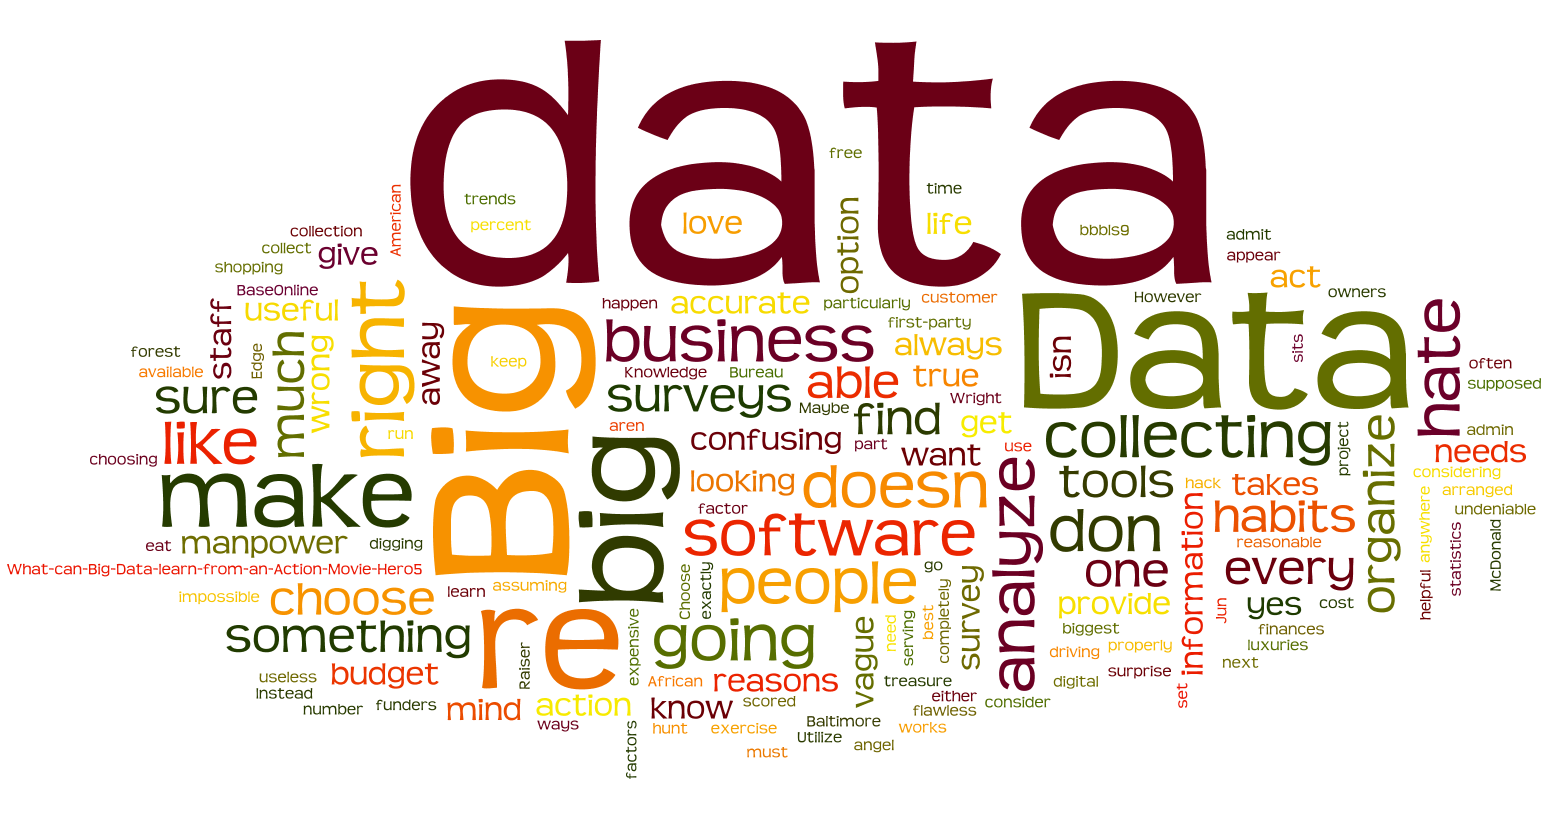 data
free
trends
percent
love
option
time
life
bbbls9
American
collection
collect
give
shopping
BaseOnline
useful
staff
right
admit
appear
act
owners
However
happen
accurate
particularly
customer
first-party
Data
isn
sits
hate
often
supposed
forest
available
Edge
much
wrong
away
Big
keep
business
always
Knowledge
Bureau
able
true
sure
surveys
Maybe
find
Wright
get
like
run
choosing
aren
confusing
part
want
use
collecting
project
organize
admin
needs
considering
arranged
undeniable
make
big
looking
doesn
analyze
tools
hack
takes
factor
software
don
information
habits
reasonable
anywhere
helpful
statistics
McDonald
eat
manpower
digging
What-can-Big-Data-learn-from-an-Action-Movie-Hero5
learn
assuming
impossible
choose
Choose
exactly
people
go
completely
survey
one
every
provide
Jun
yes
cost
something
re
Raiser
expensive
going
vague
need
serving
best
biggest
finances
driving
properly
luxuries
next
budget
useless
Instead
African
reasons
treasure
either
surprise
digital
set
number
funders
mind
action
ways
know
scored
flawless
consider
factors
hunt
exercise
Baltimore
works
Utilize
angel
must